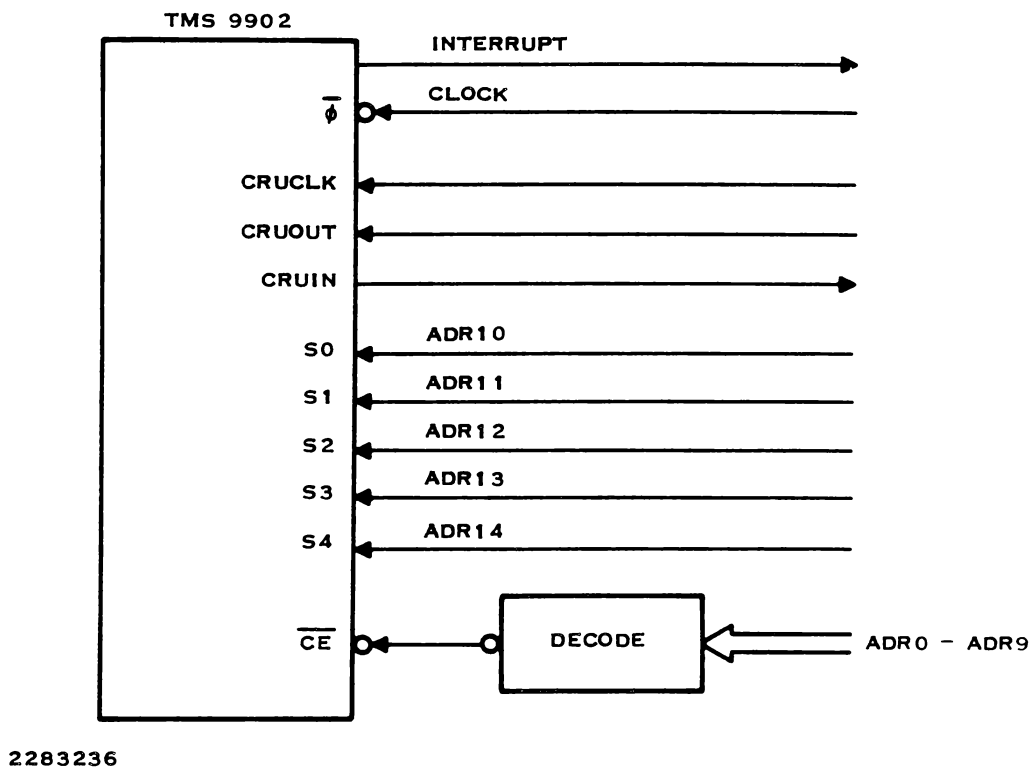 TMS 9902
INTERRUPT
φ̅ CLOCK
CRUCLK
CRUOUT
CRUIN
S0 ADR10
S1 ADR11
S2 ADR12
S3 ADR13
S4 ADR14
C̅E̅ DECODE ADR0 - ADR9
2283236